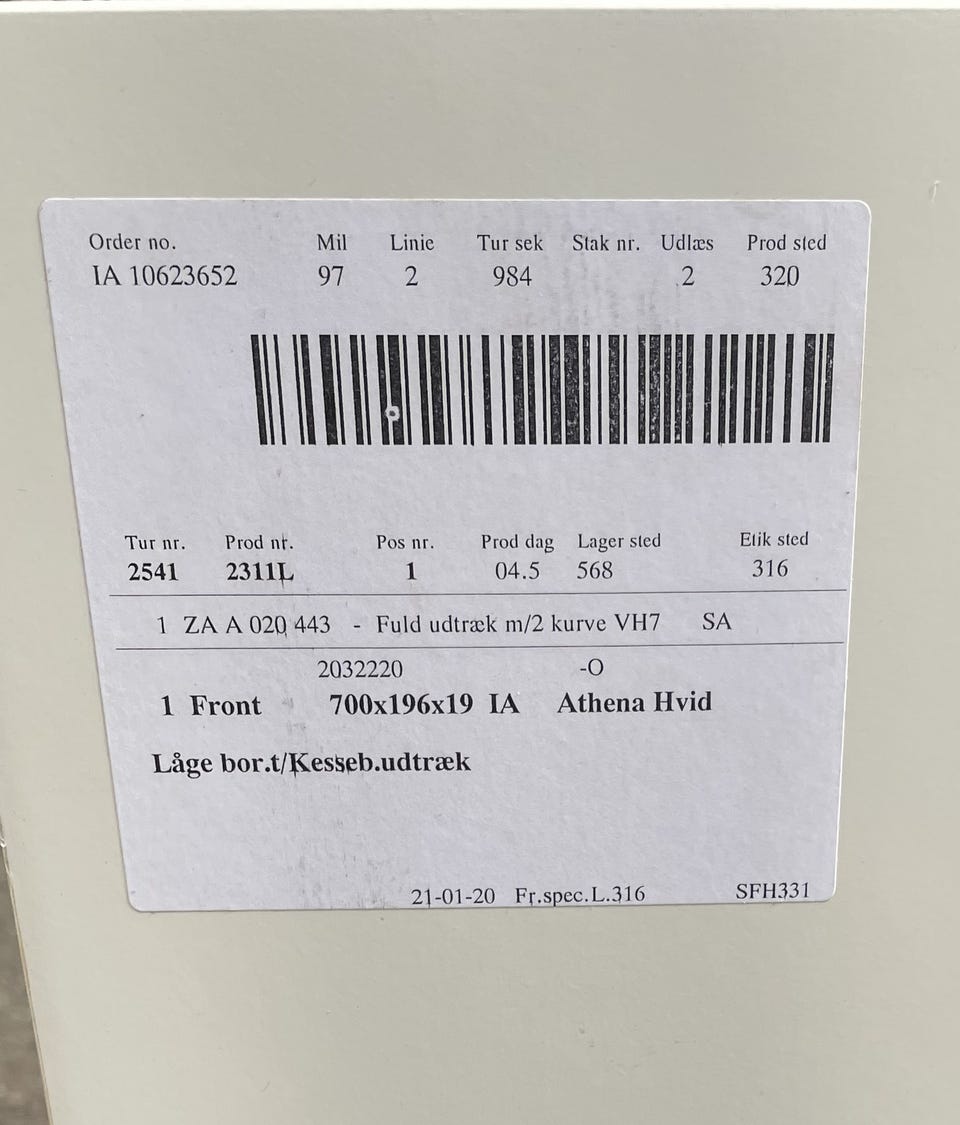 Order no. Mil Linie Tur sek Stak nr. Udlæs Prod sted
IA 10623652 97 2 984 2 320
Tur nr. Prod nr. Pos nr. Prod dag Lager sted Etik sted
2541 2311L 1 04.5 568 316
1 ZA A 020 443 - Fuld udtræk m/2 kurve VH7 SA
2032220 -O
1 Front 700x196x19 IA Athena Hvid
Låge bor.t/Kesseb.udtræk
21-01-20 Fr.spec.L.316 SFH331